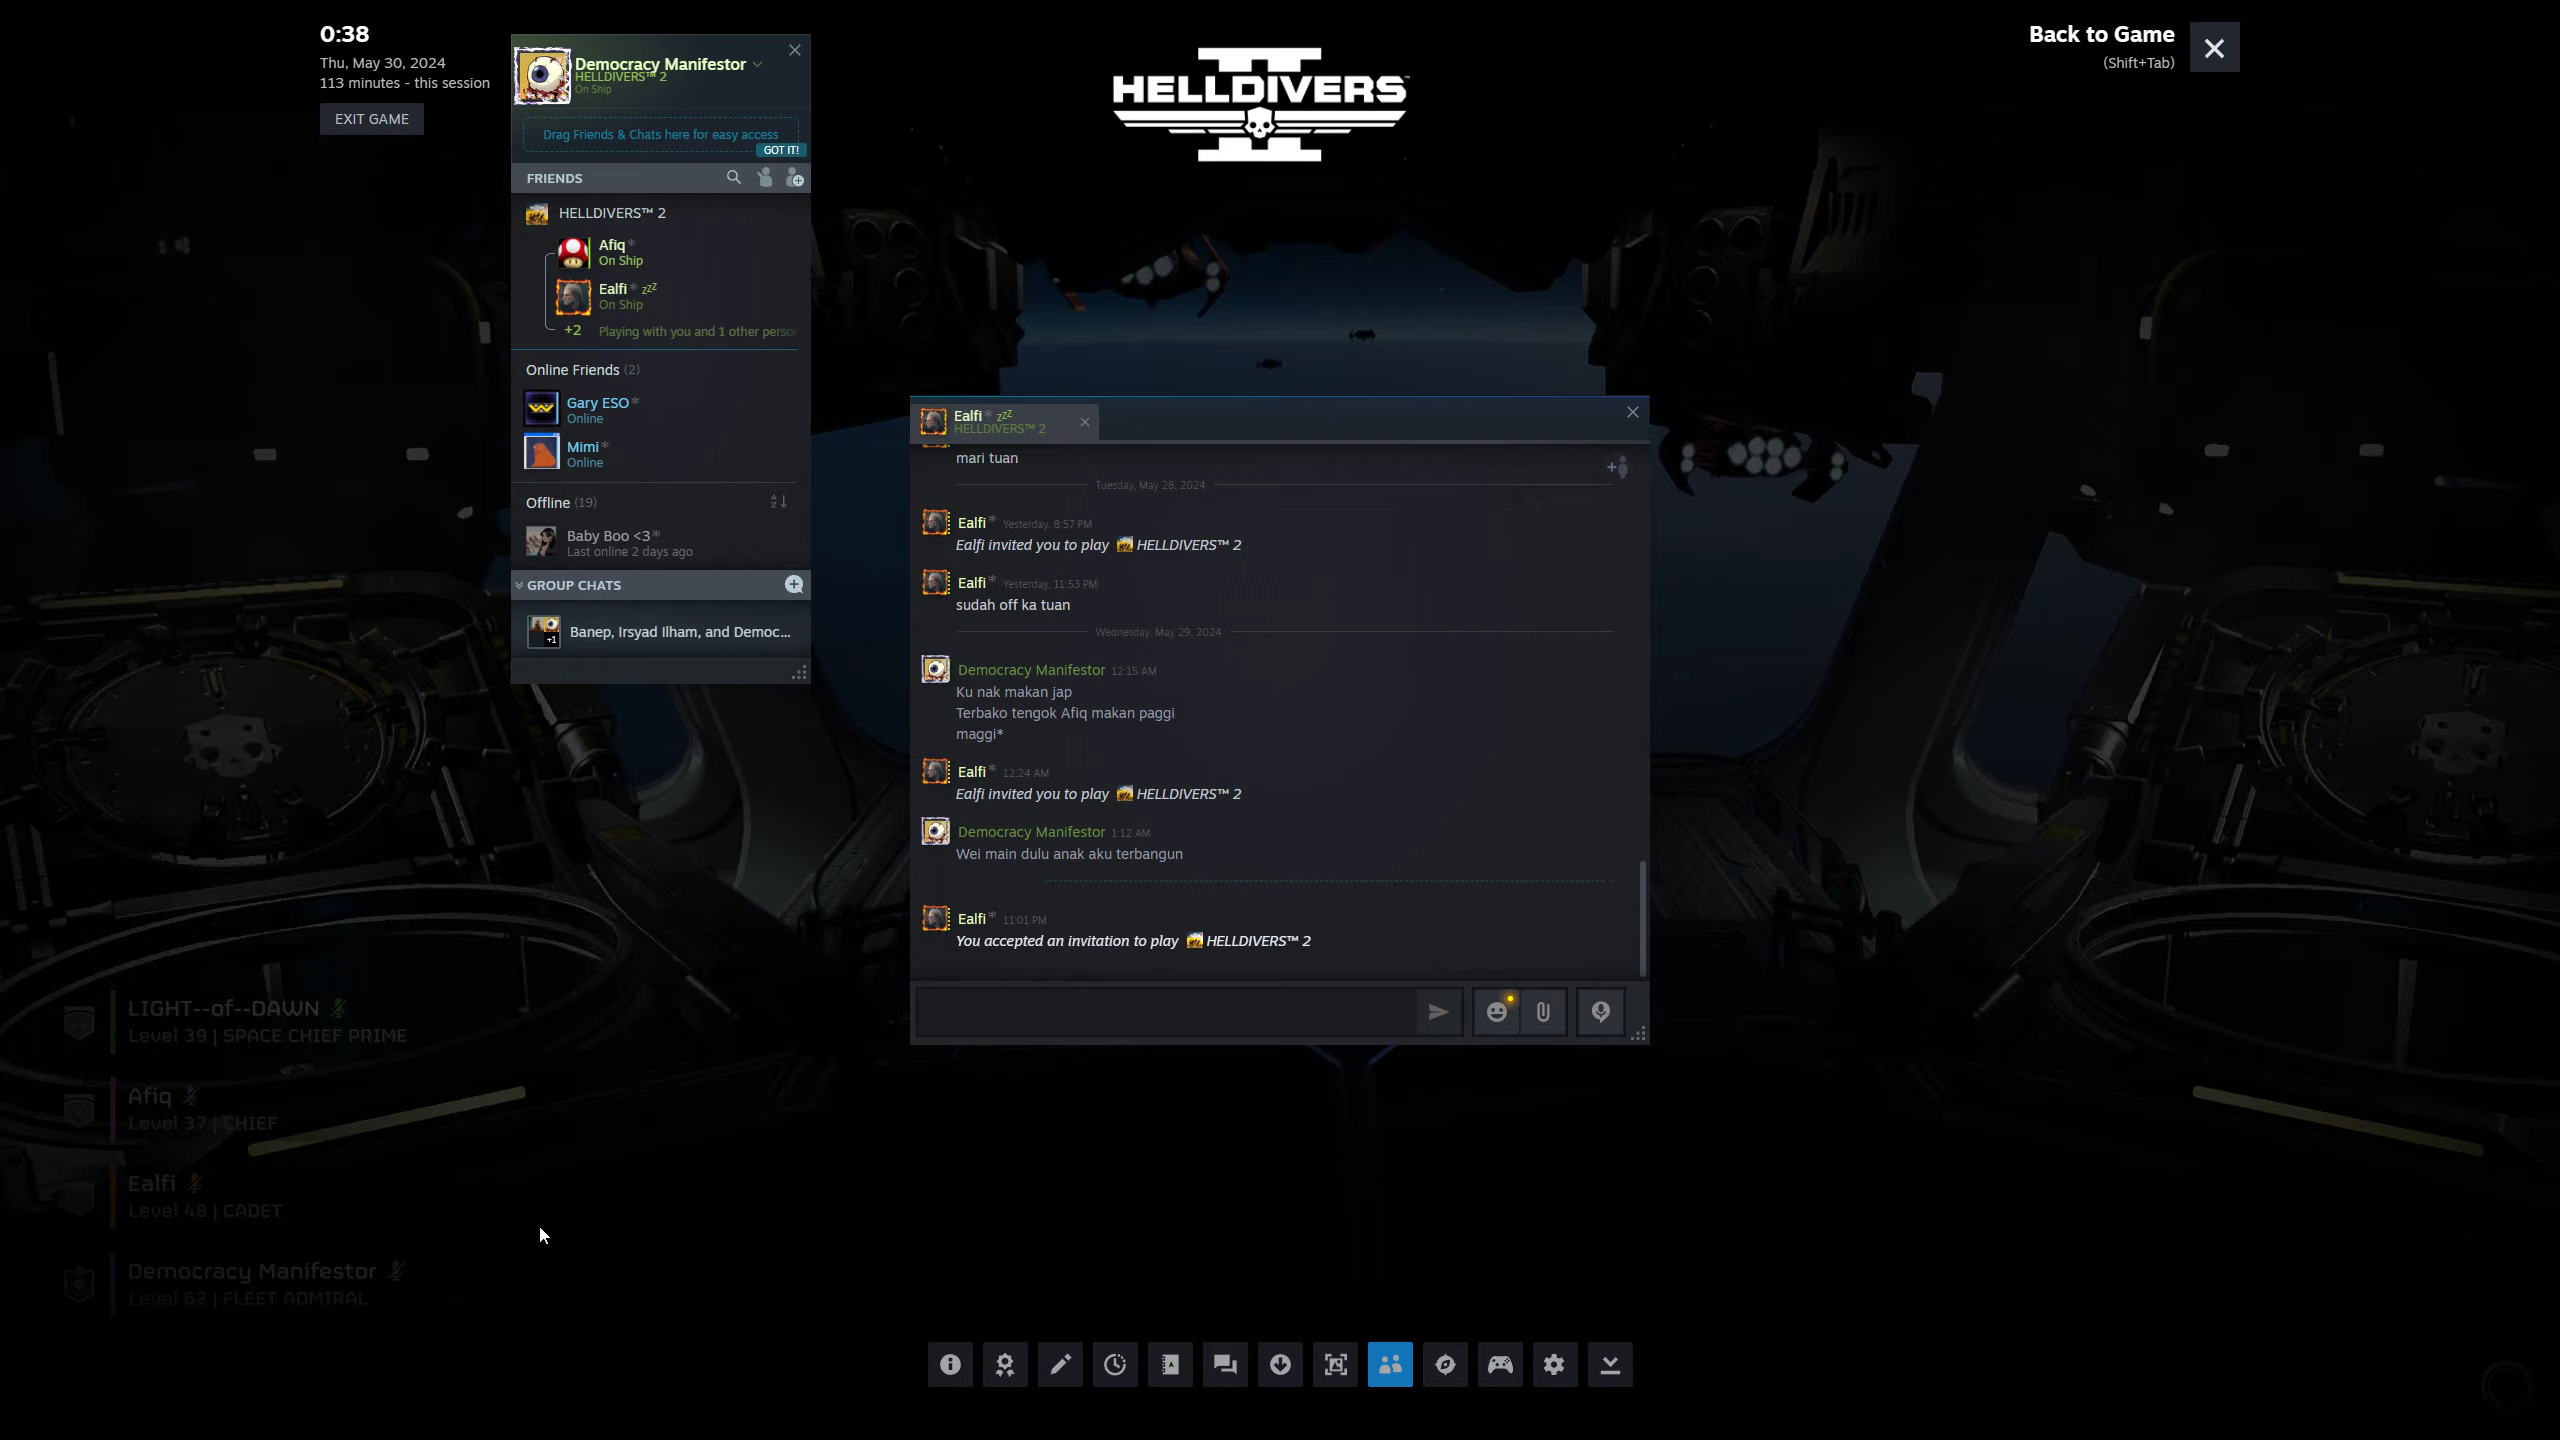 0:38
Thu, May 30, 2024
113 minutes - this session
EXIT GAME
Democracy Manifestor
HELLDIVERS™ 2
On Ship
Drag Friends & Chats here for easy access
GOT IT!
FRIENDS
HELLDIVERS™ 2
Afiq*
On Ship
Ealfi* zzZ
On Ship
+2 Playing with you and 1 other perso
Online Friends (2)
Gary ESO*
Online
Mimi*
Online
Offline (19)
Baby Boo <3*
Last online 2 days ago
GROUP CHATS
+1
Banep, Irsyad Ilham, and Democ...
HELLDIVERS™
II
Back to Game
(Shift+Tab)
Ealfi* zzZ
HELLDIVERS™ 2
mari tuan
Tuesday, May 28, 2024
Ealfi* Yesterday, 8:57 PM
Ealfi invited you to play HELLDIVERS™ 2
Ealfi* Yesterday, 11:53 PM
sudah off ka tuan
Wednesday, May 29, 2024
Democracy Manifestor 12:15 AM
Ku nak makan jap
Terbako tengok Afiq makan paggi
maggi*
Ealfi* 12:24 AM
Ealfi invited you to play HELLDIVERS™ 2
Democracy Manifestor 1:12 AM
Wei main dulu anak aku terbangun
Ealfi* 11:01 PM
You accepted an invitation to play HELLDIVERS™ 2
LIGHT--of--DAWN
Level 39 | SPACE CHIEF PRIME
Afiq
Level 37 | CHIEF
Ealfi
Level 48 | CADET
Democracy Manifestor
Level 62 | FLEET ADMIRAL